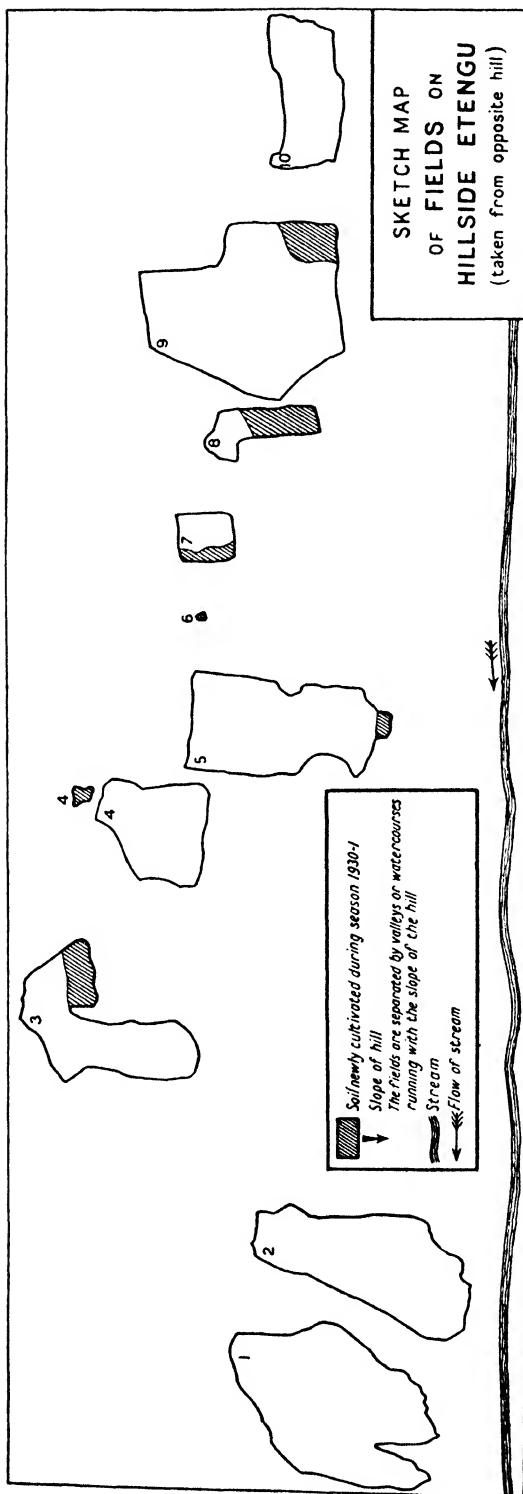 SKETCH MAP
OF FIELDS ON
HILLSIDE ETENGU
(taken from opposite hill)
1
2
3
4
4
5
6
7
8
9
10
Soil newly cultivated during season 1930-1
Slope of hill
The fields are separated by valleys or watercourses
running with the slope of the hill
Stream
Flow of stream